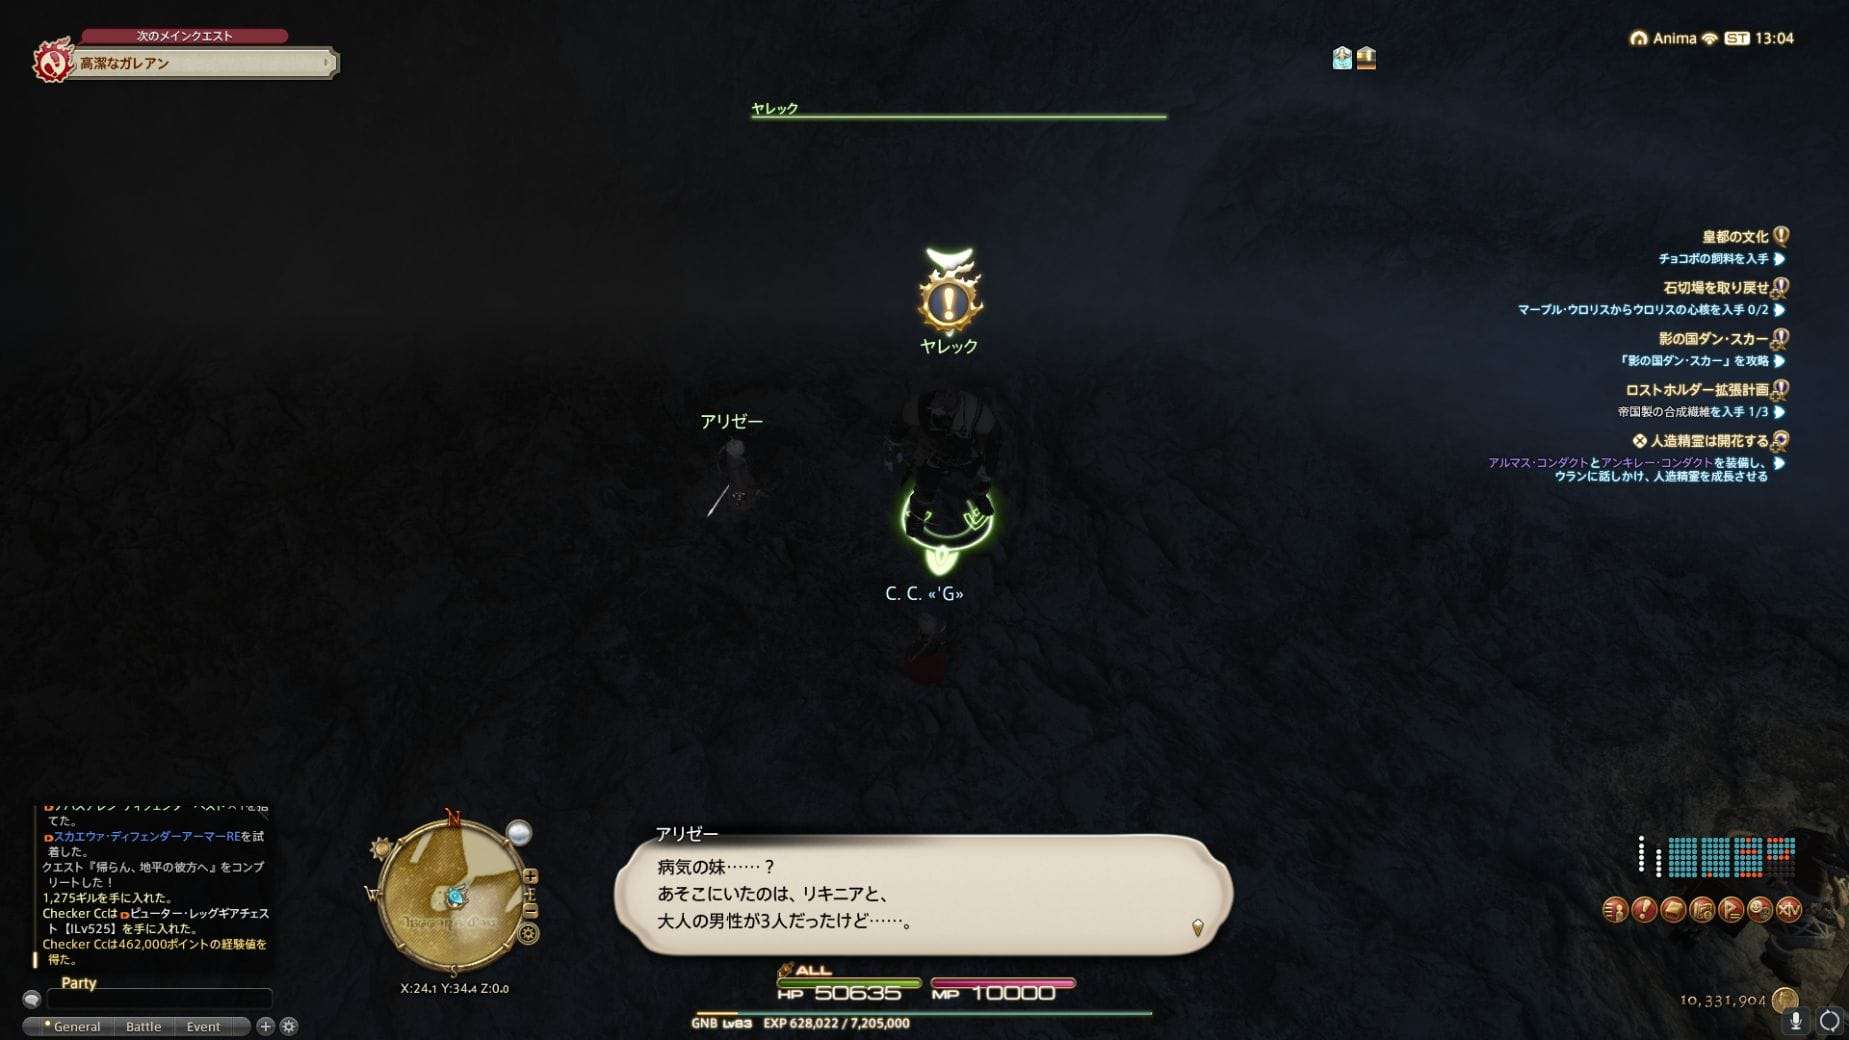 次のメインクエスト
高潔なガレアン
Anima ST 13:04
ヤレック
皇都の文化
チョコボの飼料を入手
石切場を取り戻せ
マーブル・ウロリスからウロリスの心核を入手 0/2
影の国ダン・スカー
「影の国ダン・スカー」を攻略
ロストホルダー拡張計画
帝国製の合成繊維を入手 1/3
人造精霊は開花する
アルマス・コンダクトとアンキレー・コンダクトを装備し、
ウランに話しかけ、人造精霊を成長させる
ヤレック
アリゼー
C. C. «'G»
てた。
スカエウァ・ディフェンダーアーマーREを試
着した。
クエスト『帰らん、地平の彼方へ』をコンプ
リートした！
1,275ギルを手に入れた。
Checker Ccは ピューター・レッグギアチェス
ト【ILv525】を手に入れた。
Checker Ccは462,000ポイントの経験値を
得た。
Party
General Battle Event
N
W
E
S
X:24.1 Y:34.4 Z:0.0
アリゼー
病気の妹……？
あそこにいたのは、リキニアと、
大人の男性が3人だったけど……。
ALL
HP 50635 MP 10000
GNB Lv83 EXP 628,022 / 7,205,000
XIV
10,331,904